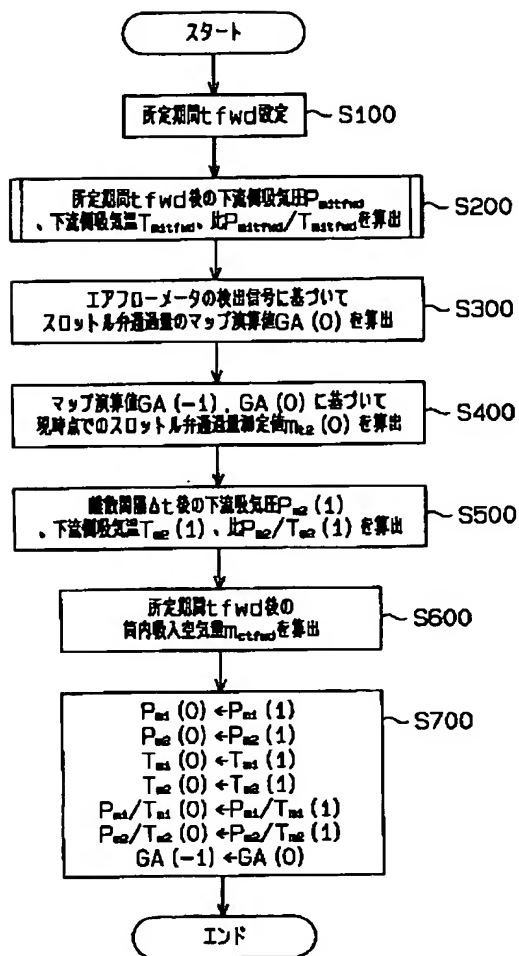 スタート
所定期間tfwd設定
S100
所定期間tfwd後の下流側吸気圧Pm1tfwd
、下流側吸気温Tm1tfwd、比Pm1tfwd/Tm1tfwdを算出
S200
エアフローメータの検出信号に基づいて
スロットル弁通過量のマップ演算値GA(0)を算出
S300
マップ演算値GA(-1),GA(0)に基づいて
現時点でのスロットル弁通過量測定値mt2(0)を算出
S400
離散間隔Δt後の下流吸気圧Pm2(1)
、下流側吸気温Tm2(1)、比Pm2/Tm2(1)を算出
S500
所定期間tfwd後の
筒内吸入空気量mctfwdを算出
S600
Pm1(0)←Pm1(1)
Pm2(0)←Pm2(1)
Tm1(0)←Tm1(1)
Tm2(0)←Tm2(1)
Pm1/Tm1(0)←Pm1/Tm1(1)
Pm2/Tm2(0)←Pm2/Tm2(1)
GA(-1)←GA(0)
S700
エンド